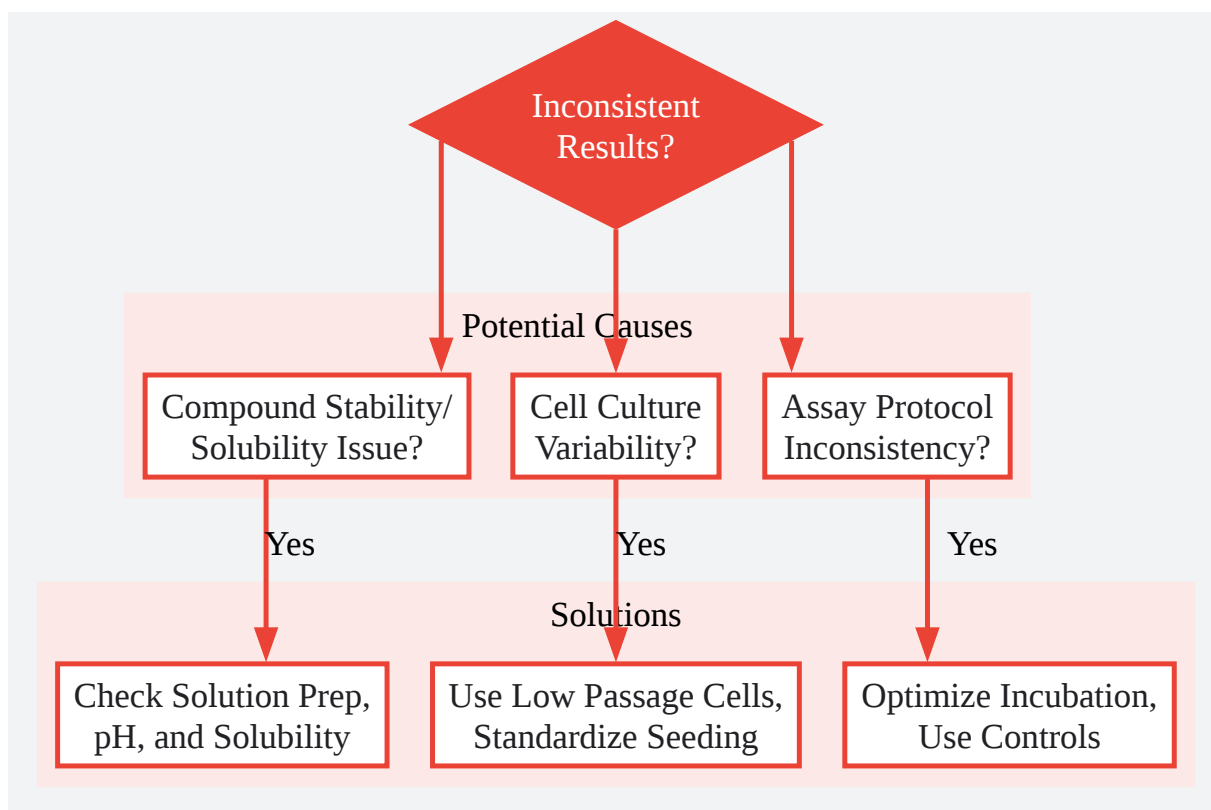 Inconsistent
Results?
Potential Causes
Compound Stability/
Solubility Issue?
Cell Culture
Variability?
Assay Protocol
Inconsistency?
Yes
Yes
Yes
Solutions
Check Solution Prep,
pH, and Solubility
Use Low Passage Cells,
Standardize Seeding
Optimize Incubation,
Use Controls